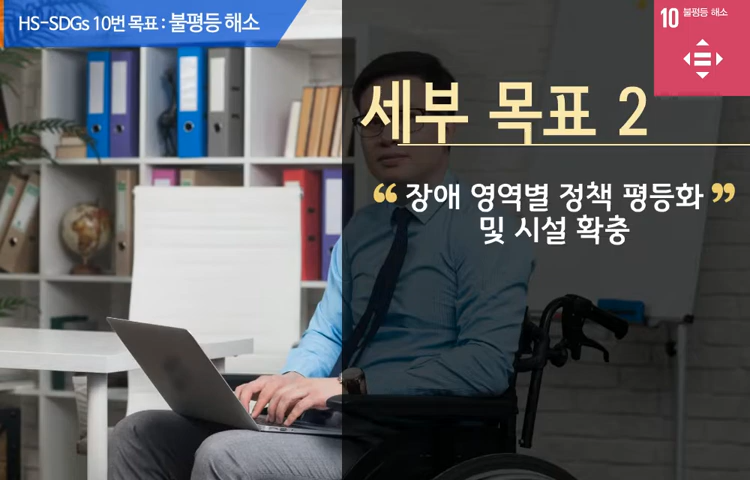 HS-SDGs 10번 목표 : 불평등 해소
10 불평등 해소
세부 목표 2
“ 장애 영역별 정책 평등화 ”
및 시설 확충